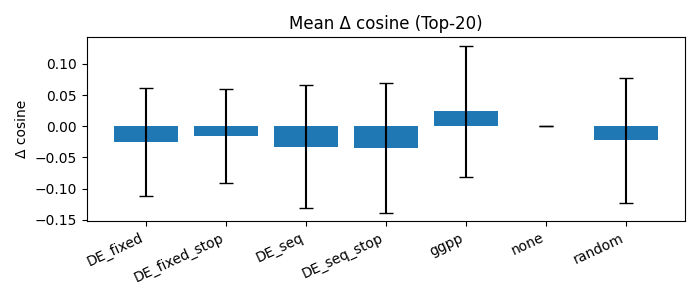 Mean Δ cosine (Top-20)
Δ cosine
0.10
0.05
0.00
−0.05
−0.10
−0.15
DE_fixed
DE_fixed_stop
DE_seq
DE_seq_stop
ggpp
none
random